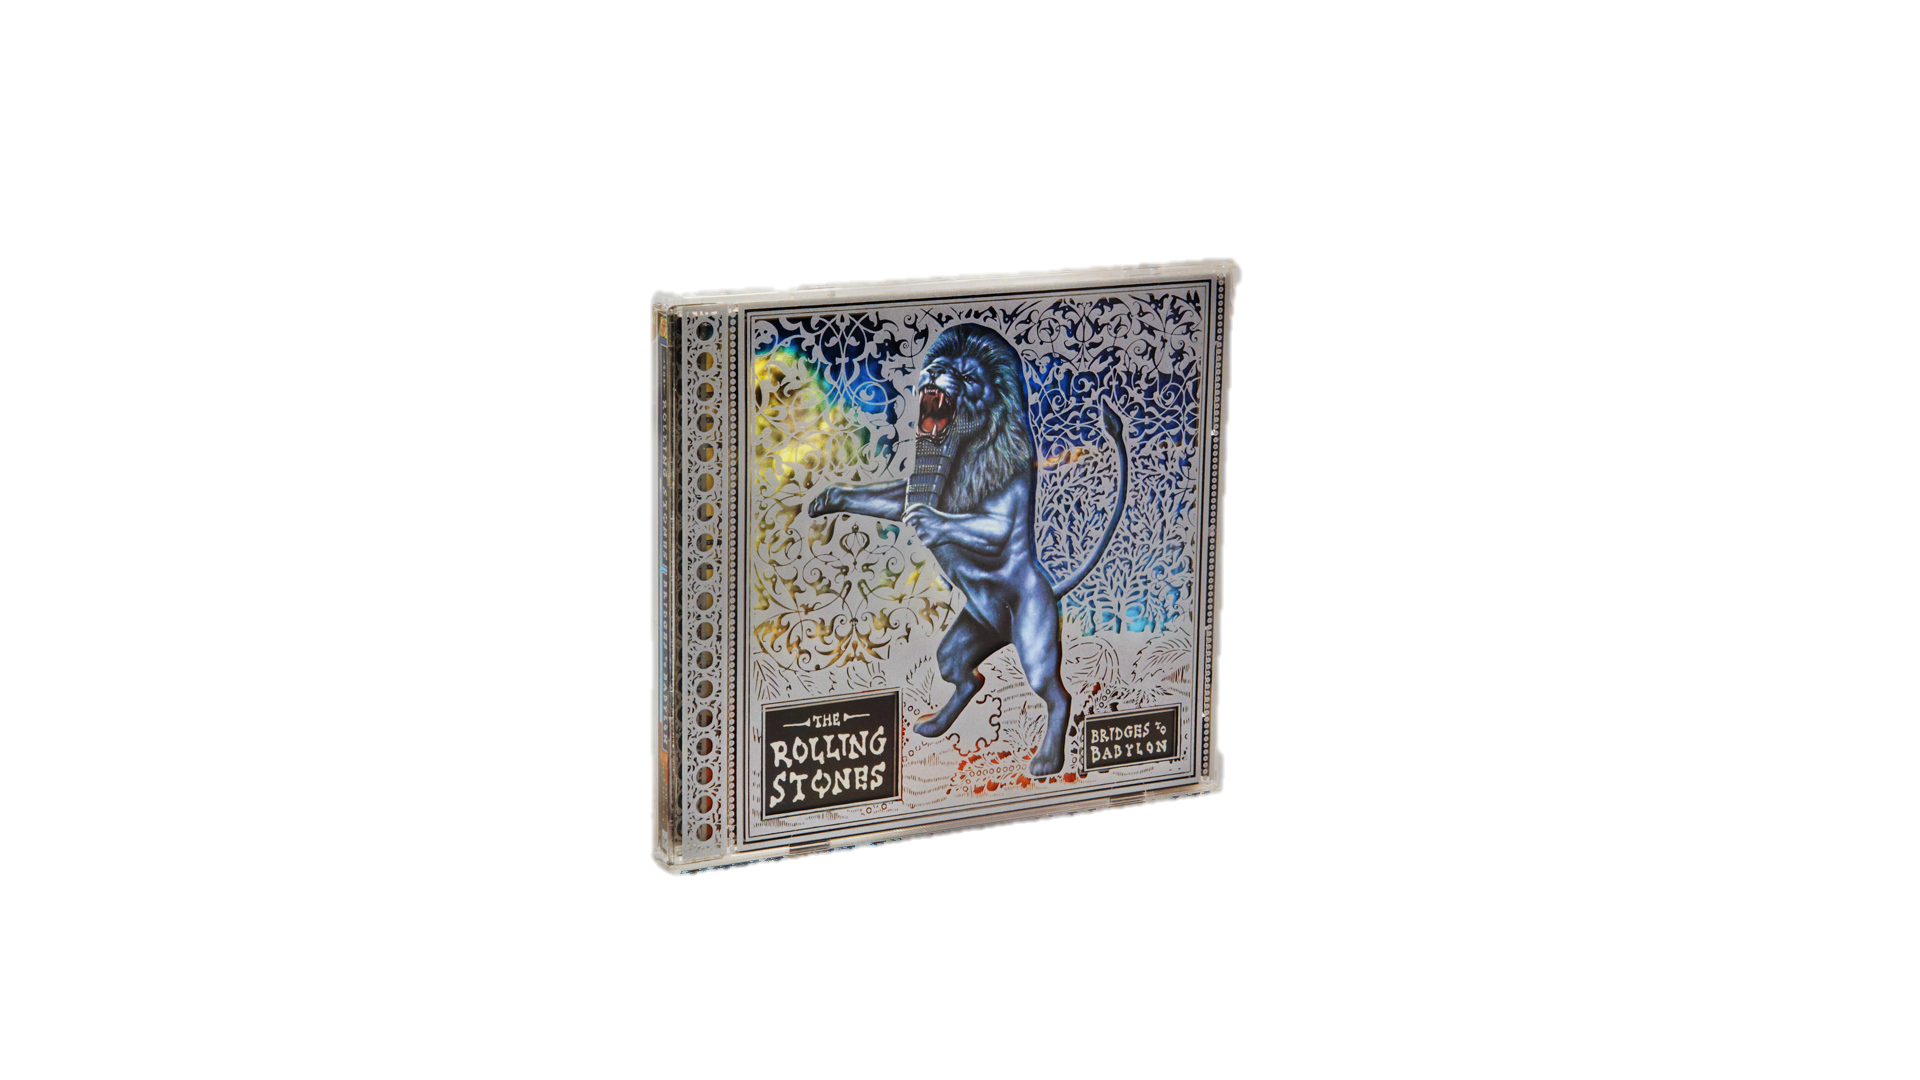 THE
ROLLING
STONES
BRIDGES TO
BABYLON